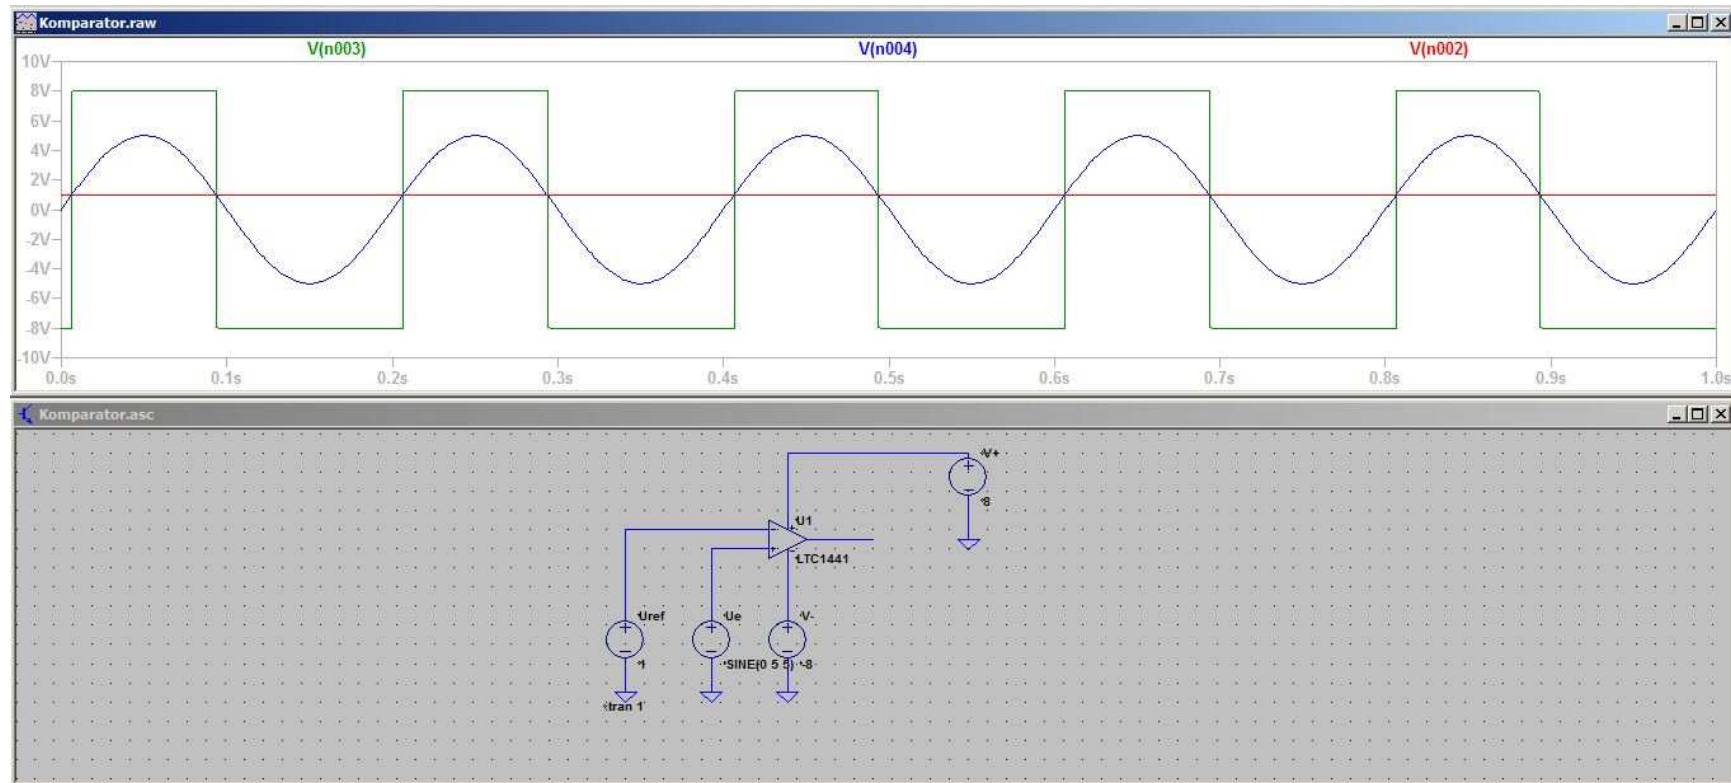 Komparator.raw
V(n003) V(n004) V(n002)
10V
8V
6V
4V
2V
0V
-2V
-4V
-6V
-8V
-10V
0.0s 0.1s 0.2s 0.3s 0.4s 0.5s 0.6s 0.7s 0.8s 0.9s 1.0s
Komparator.asc
V+
8
U1
LTC1441
Uref Ue V-
1 SINE(0 5 5) -8
.tran 1